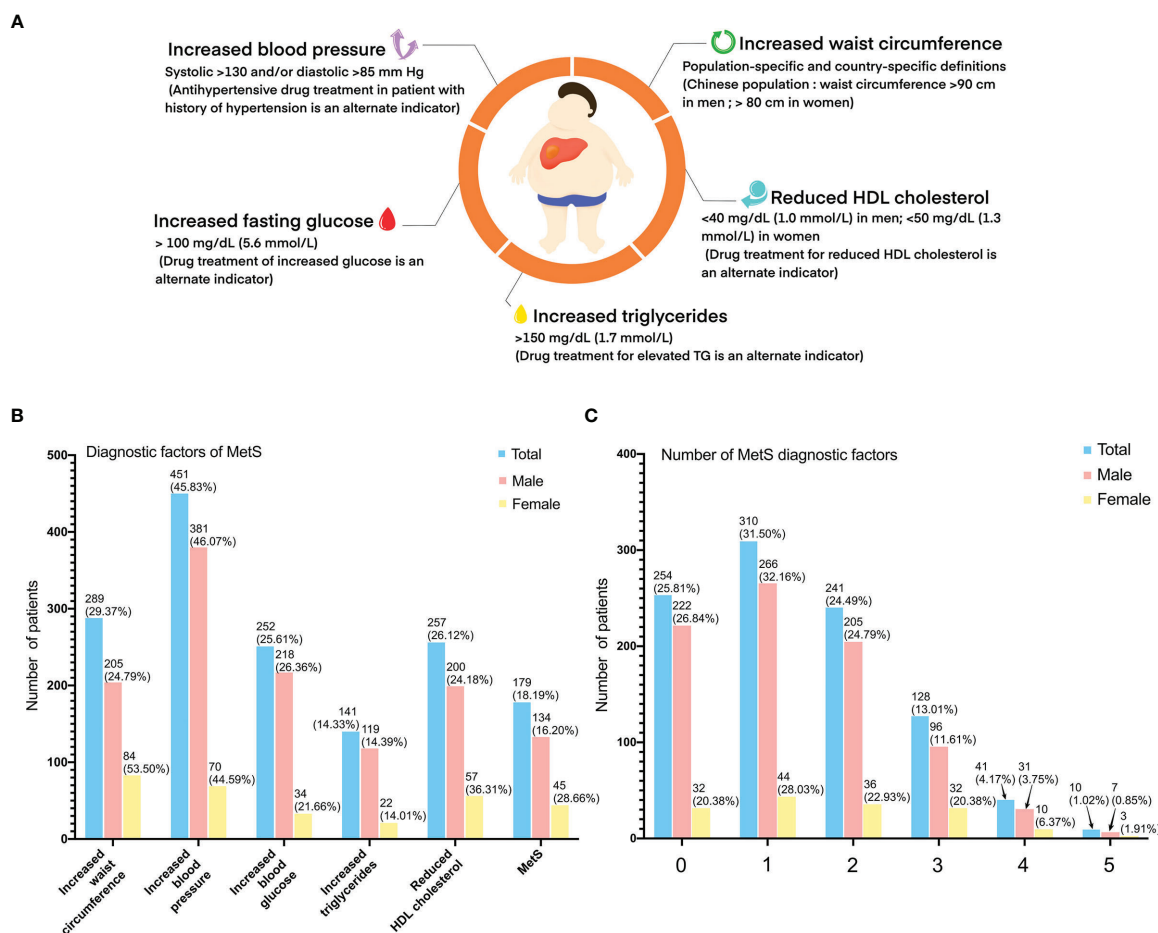 A
Increased blood pressure
Systolic >130 and/or diastolic >85 mm Hg
(Antihypertensive drug treatment in patient with
history of hypertension is an alternate indicator)
Increased waist circumference
Population-specific and country-specific definitions
(Chinese population : waist circumference >90 cm
in men ; > 80 cm in women)
Increased fasting glucose
> 100 mg/dL (5.6 mmol/L)
(Drug treatment of increased glucose is an
alternate indicator)
Reduced HDL cholesterol
<40 mg/dL (1.0 mmol/L) in men; <50 mg/dL (1.3
mmol/L) in women
(Drug treatment for reduced HDL cholesterol is
an alternate indicator)
Increased triglycerides
>150 mg/dL (1.7 mmol/L)
(Drug treatment for elevated TG is an alternate indicator)
B
Diagnostic factors of MetS
Total
Male
Female
Number of patients
500
400
300
200
100
0
289
(29.37%)
205
(24.79%)
84
(53.50%)
451
(45.83%)
381
(46.07%)
70
(44.59%)
252
(25.61%)
218
(26.36%)
34
(21.66%)
141
(14.33%)
119
(14.39%)
22
(14.01%)
257
(26.12%)
200
(24.18%)
57
(36.31%)
179
(18.19%)
134
(16.20%)
45
(28.66%)
Increased
waist
circumference
Increased
blood
pressure
Increased
blood
glucose
Increased
triglycerides
Reduced
HDL cholesterol
MetS
C
Number of MetS diagnostic factors
Total
Male
Female
Number of patients
400
300
200
100
0
254
(25.81%)
222
(26.84%)
32
(20.38%)
310
(31.50%)
266
(32.16%)
44
(28.03%)
241
(24.49%)
205
(24.79%)
36
(22.93%)
128
(13.01%)
96
(11.61%)
32
(20.38%)
41
(4.17%)
31
(3.75%)
10
(6.37%)
10
(1.02%)
7
(0.85%)
3
(1.91%)
0
1
2
3
4
5